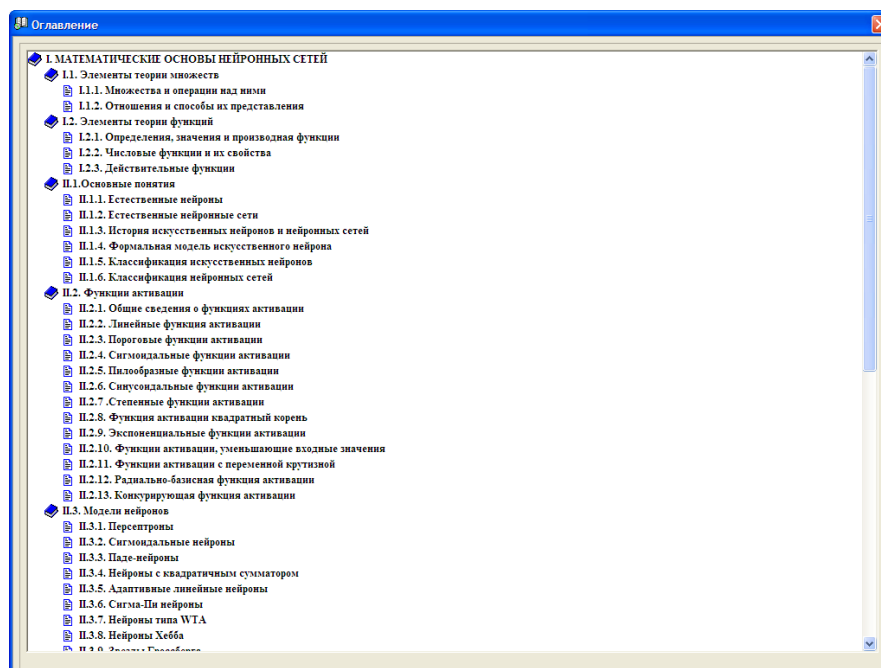 Оглавление
I. МАТЕМАТИЧЕСКИЕ ОСНОВЫ НЕЙРОННЫХ СЕТЕЙ
I.1. Элементы теории множеств
I.1.1. Множества и операции над ними
I.1.2. Отношения и способы их представления
I.2. Элементы теории функций
I.2.1. Определения, значения и производная функции
I.2.2. Числовые функции и их свойства
I.2.3. Действительные функции
II.1.Основные понятия
II.1.1. Естественные нейроны
II.1.2. Естественные нейронные сети
II.1.3. История искусственных нейронов и нейронных сетей
II.1.4. Формальная модель искусственного нейрона
II.1.5. Классификация искусственных нейронов
II.1.6. Классификация нейронных сетей
II.2. Функции активации
II.2.1. Общие сведения о функциях активации
II.2.2. Линейные функция активации
II.2.3. Пороговые функции активации
II.2.4. Сигмоидальные функции активации
II.2.5. Пилообразные функции активации
II.2.6. Синусоидальные функции активации
II.2.7 .Степенные функции активации
II.2.8. Функция активации квадратный корень
II.2.9. Экспоненциальные функции активации
II.2.10. Функции активации, уменьшающие входные значения
II.2.11. Функции активации с переменной крутизной
II.2.12. Радиально-базисная функция активации
II.2.13. Конкурирующая функция активации
II.3. Модели нейронов
II.3.1. Персептроны
II.3.2. Сигмоидальные нейроны
II.3.3. Паде-нейроны
II.3.4. Нейроны с квадратичным сумматором
II.3.5. Адаптивные линейные нейроны
II.3.6. Сигма-Пи нейроны
II.3.7. Нейроны типа WTA
II.3.8. Нейроны Хебба
II.3.9. Звезды Гроссберга